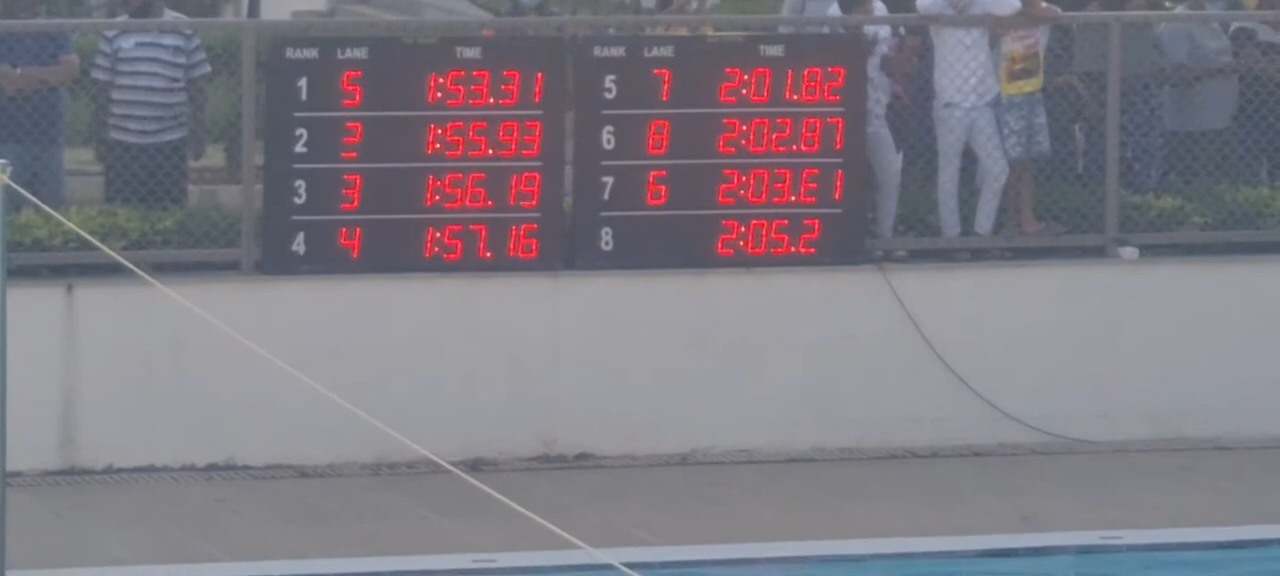 RANK LANE TIME
1 5 1:53.31
2 2 1:55.93
3 3 1:56.19
4 4 1:57.16
RANK LANE TIME
5 7 2:01.82
6 8 2:02.87
7 6 2:03.E1
8 2:05.2